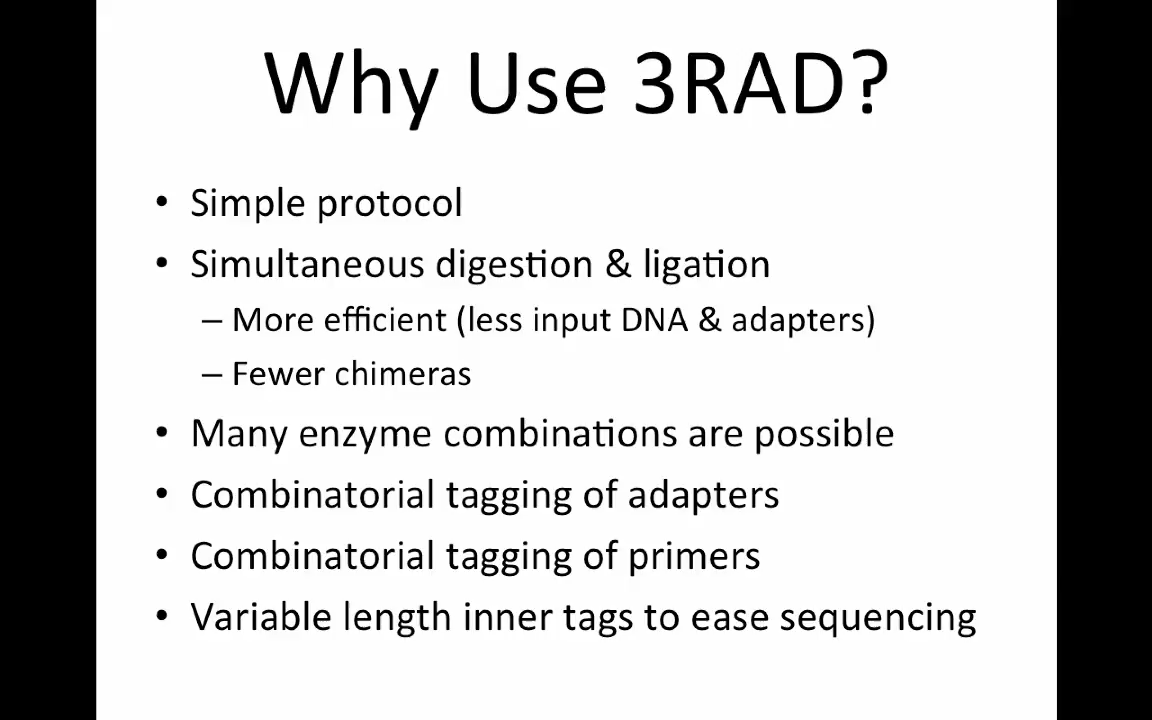 Why Use 3RAD?
• Simple protocol
• Simultaneous digestion & ligation
– More efficient (less input DNA & adapters)
– Fewer chimeras
• Many enzyme combinations are possible
• Combinatorial tagging of adapters
• Combinatorial tagging of primers
• Variable length inner tags to ease sequencing